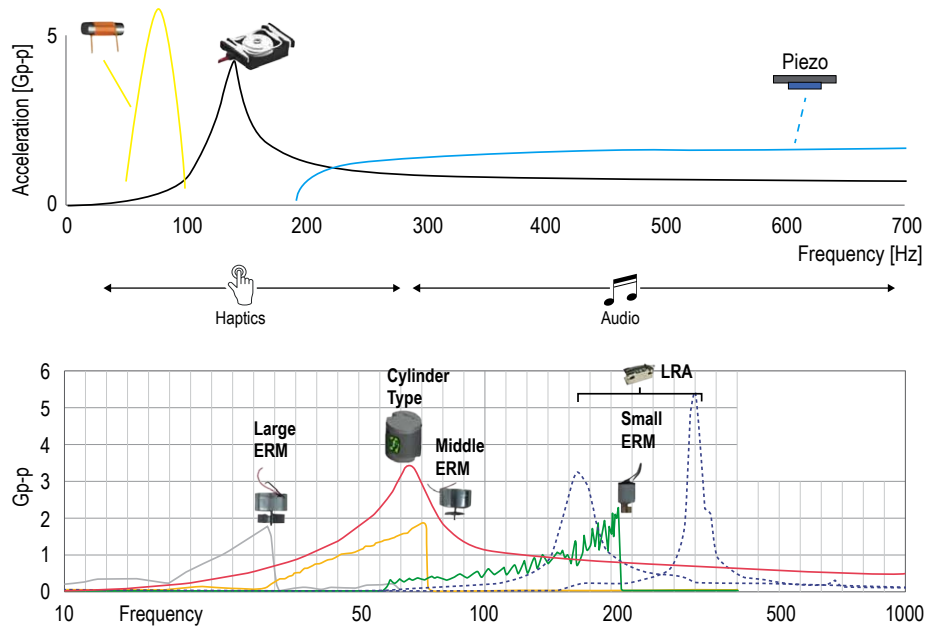 Acceleration [Gp-p]
5
0
Piezo
0 100 200 300 400 500 600 700
Frequency [Hz]
Haptics
Audio
Gp-p
6
5
4
3
2
1
0
Large
ERM
Cylinder
Type
Middle
ERM
LRA
Small
ERM
10 Frequency 50 100 200 500 1000